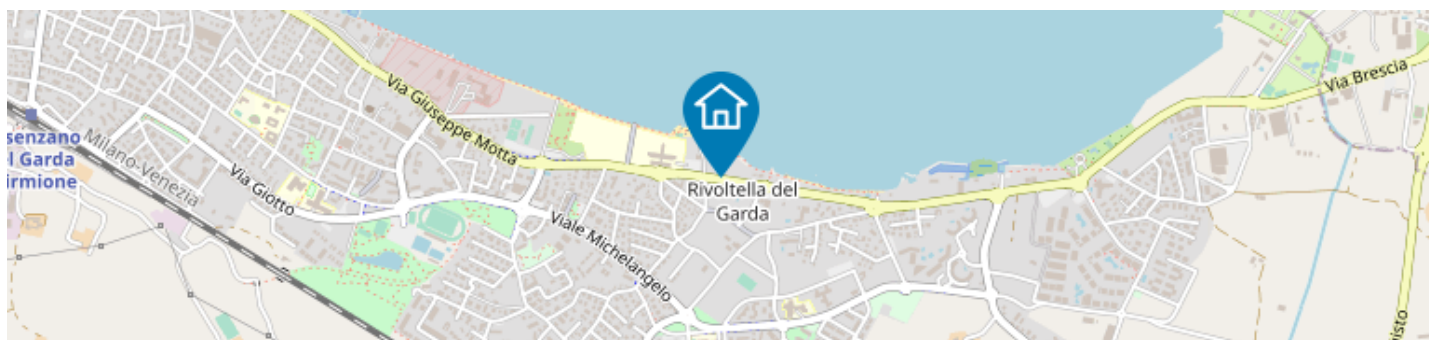 Via Giuseppe Motta
Via Brescia
senzano
l Garda
irmione
Milano-Venezia
Via Giotto
Rivoltella del
Garda
Viale Michelangelo
isto